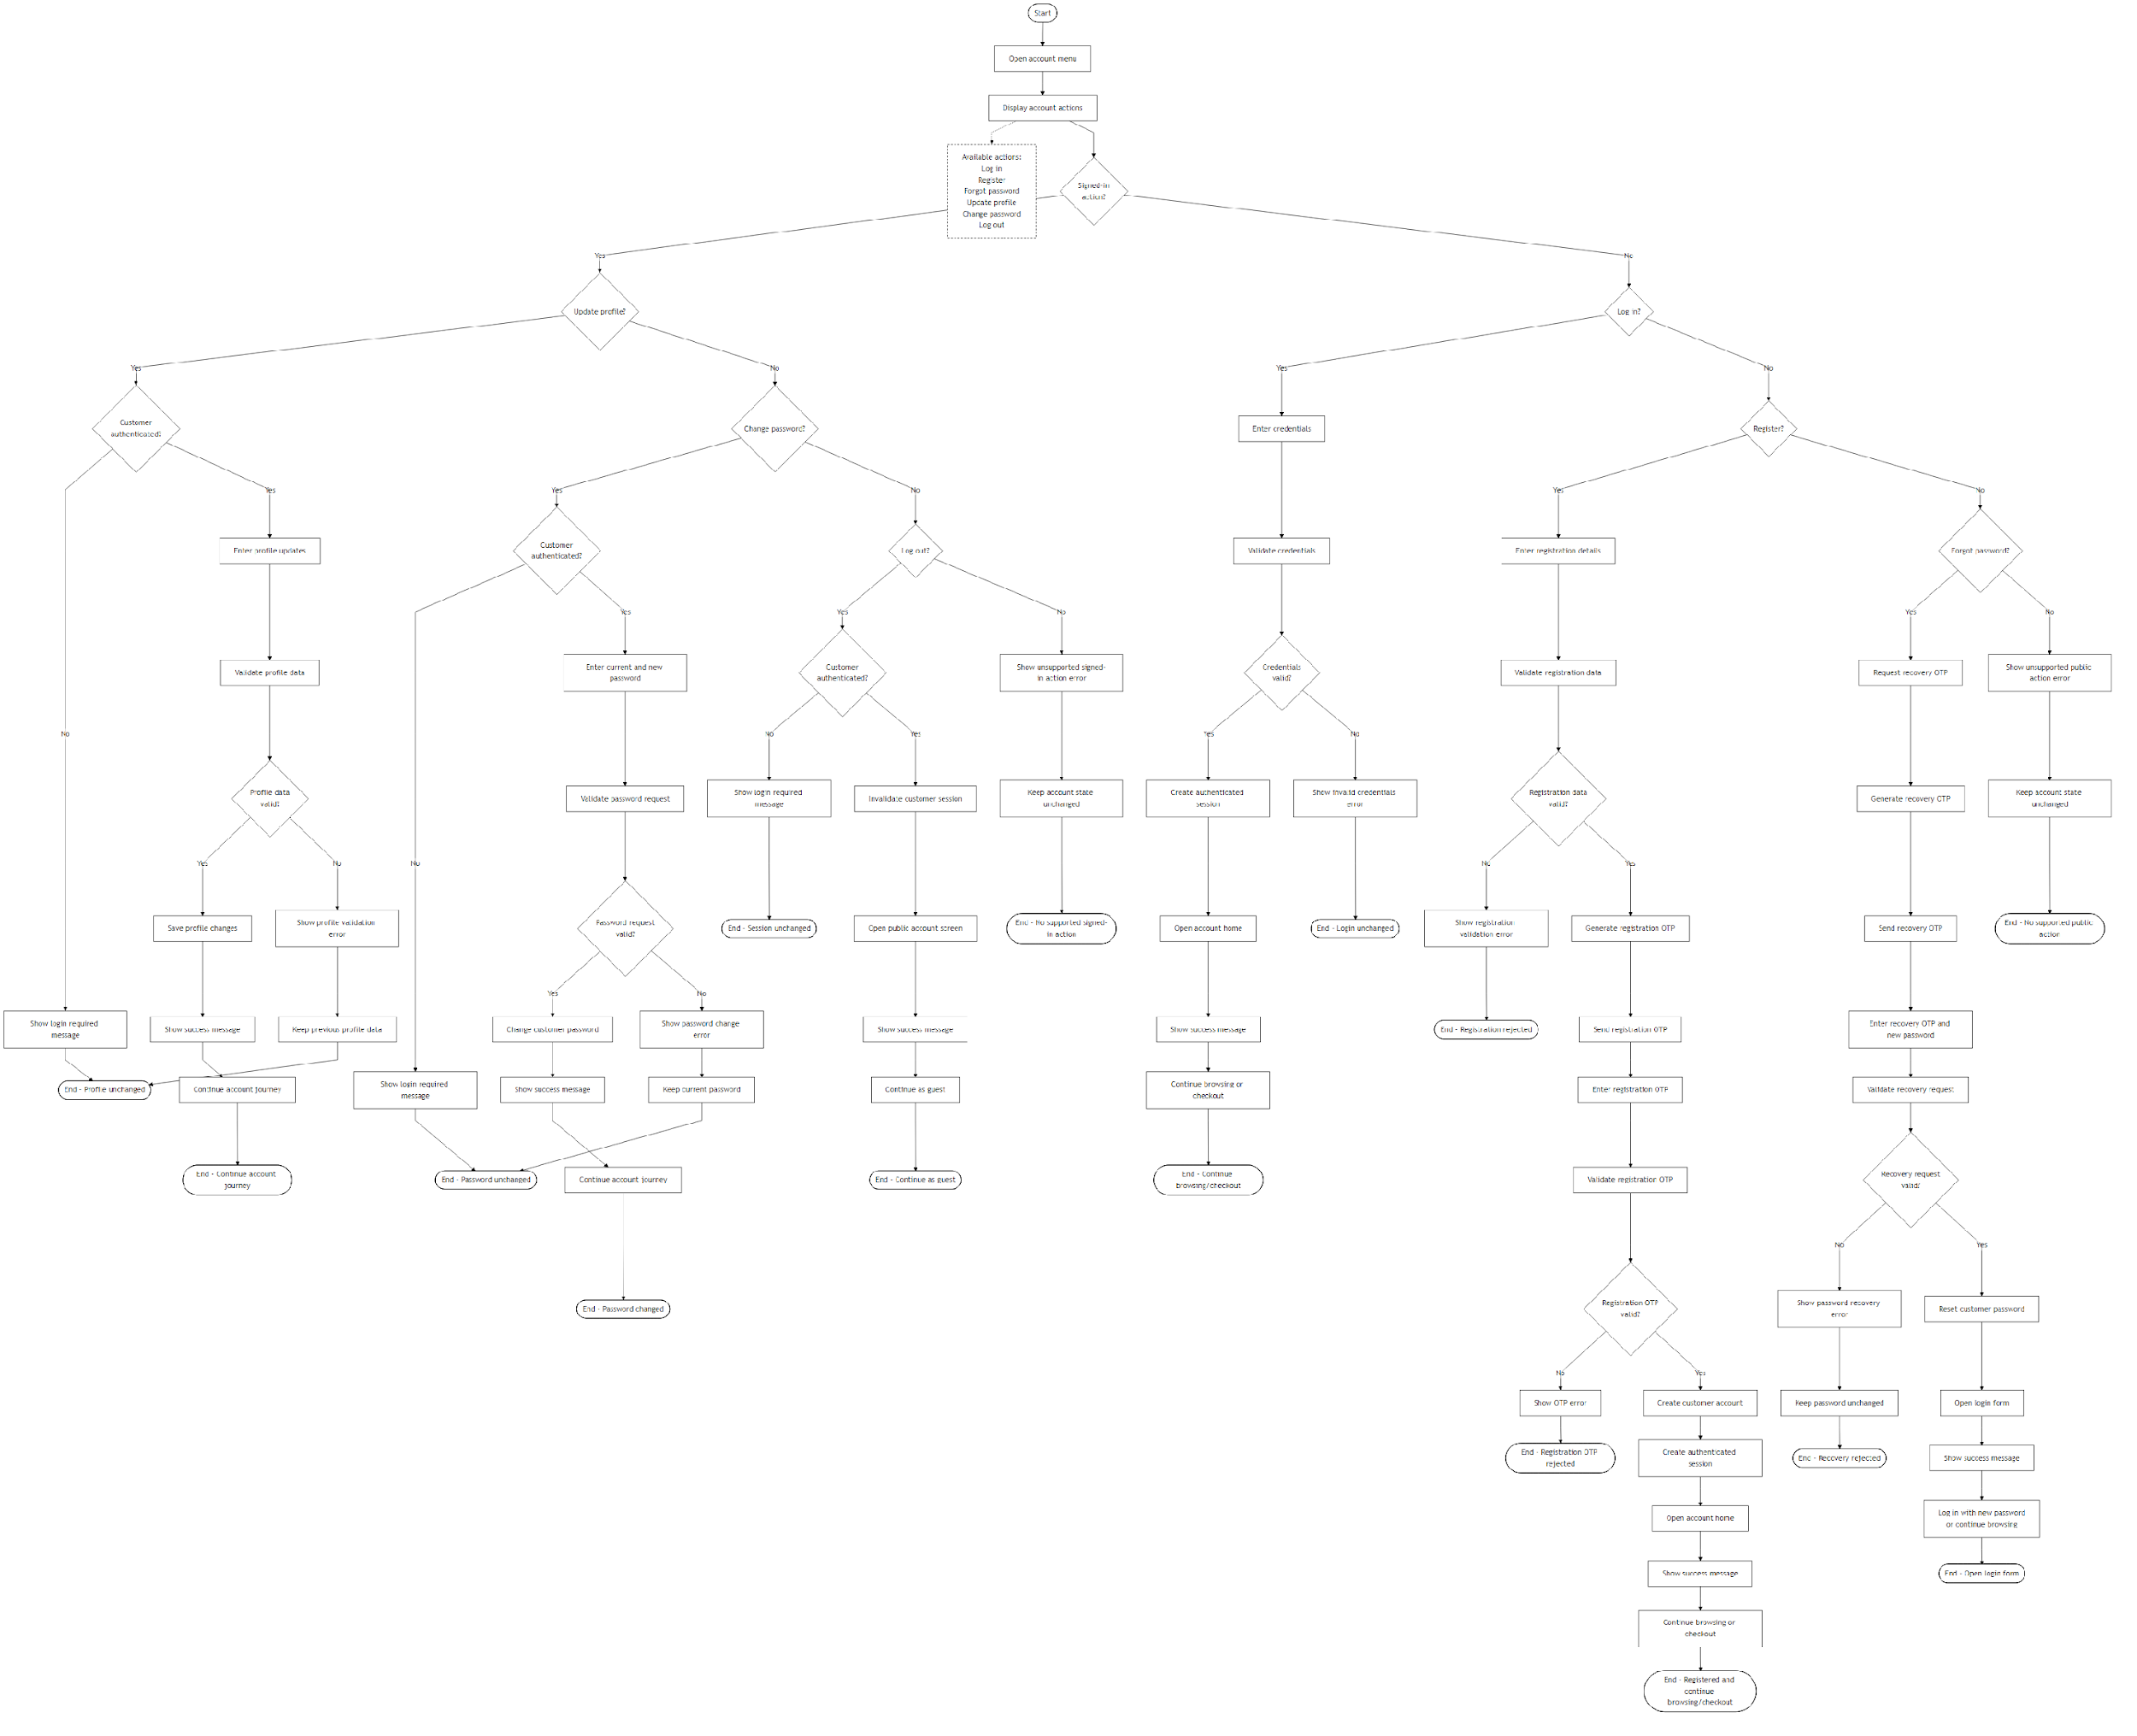 Start
Open account menu
Display account actions
Available actions:
Log in
Register
Forgot password
Update profile
Change password
Log out
Signed-in
action?
Yes
No
Update profile?
Log in?
Yes
No
Yes
No
Customer
authenticated?
Change password?
Enter credentials
Register?
Yes
Yes
No
Yes
No
Enter profile updates
Customer
authenticated?
Log out?
Validate credentials
Enter registration details
Forgot password?
Yes
Yes
No
Yes
No
Validate profile data
Enter current and new
password
Customer
authenticated?
Show unsupported signed-
in action error
Credentials
valid?
Validate registration data
Request recovery OTP
Show unsupported public
action error
No
No
Yes
Yes
No
Profile data
valid?
Validate password request
Show login required
message
Invalidate customer session
Keep account state
unchanged
Create authenticated
session
Show invalid credentials
error
Registration data
valid?
Generate recovery OTP
Keep account state
unchanged
Yes
No
No
No
Yes
Save profile changes
Show profile validation
error
Password request
valid?
End - Session unchanged
Open public account screen
End - No supported signed-
in action
Open account home
End - Login unchanged
Show registration
validation error
Generate registration OTP
Send recovery OTP
End - No supported public
action
Yes
No
Show login required
message
Show success message
Keep previous profile data
Change customer password
Show password change
error
Show success message
Show success message
End - Registration rejected
Send registration OTP
Enter recovery OTP and
new password
End - Profile unchanged
Continue account journey
Show login required
message
Show success message
Keep current password
Continue as guest
Continue browsing or
checkout
Enter registration OTP
Validate recovery request
End - Continue account
journey
End - Password unchanged
Continue account journey
End - Continue as guest
End - Continue
browsing/checkout
Validate registration OTP
Recovery request
valid?
No
Yes
End - Password changed
Registration OTP
valid?
Show password recovery
error
Reset customer password
No
Yes
Show OTP error
Create customer account
Keep password unchanged
Open login form
End - Registration OTP
rejected
Create authenticated
session
End - Recovery rejected
Show success message
Open account home
Log in with new password
or continue browsing
Show success message
End - Open login form
Continue browsing or
checkout
End - Registered and
continue
browsing/checkout